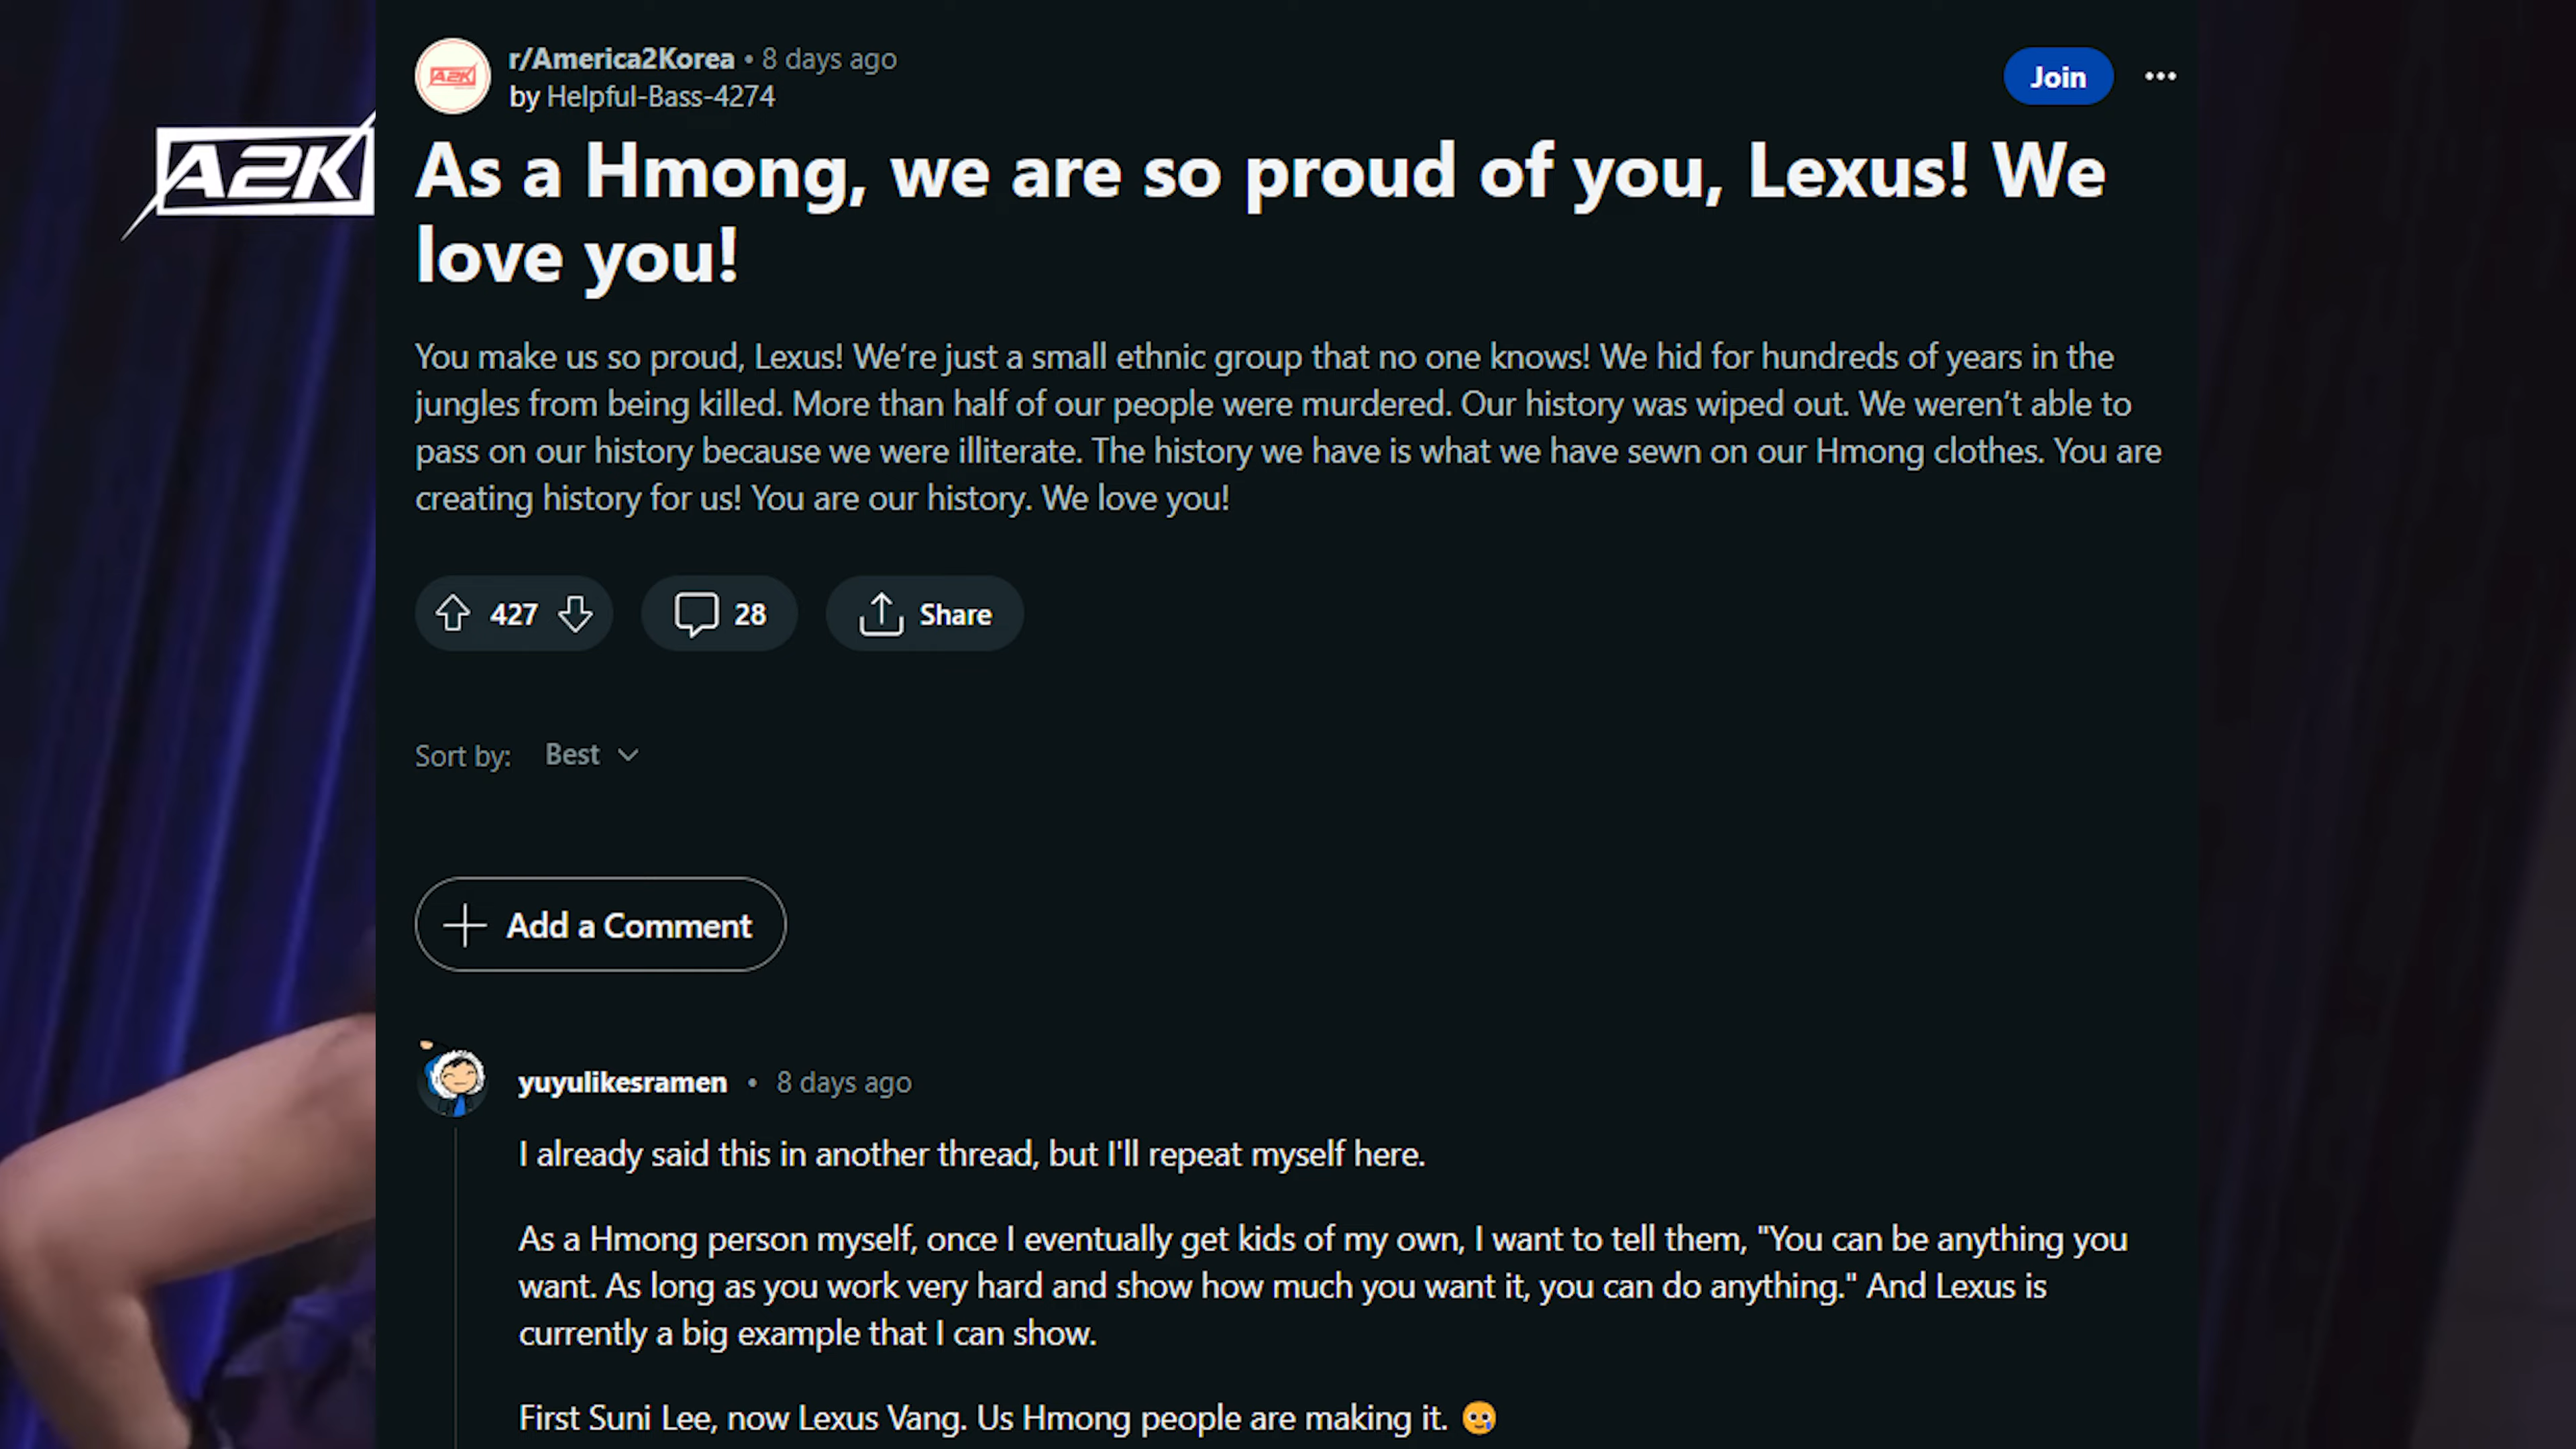 A2K
A2K
r/America2Korea • 8 days ago
by Helpful-Bass-4274
Join
As a Hmong, we are so proud of you, Lexus! We
love you!
You make us so proud, Lexus! We’re just a small ethnic group that no one knows! We hid for hundreds of years in the
jungles from being killed. More than half of our people were murdered. Our history was wiped out. We weren’t able to
pass on our history because we were illiterate. The history we have is what we have sewn on our Hmong clothes. You are
creating history for us! You are our history. We love you!
427
28
Share
Sort by: Best
Add a Comment
yuyulikesramen • 8 days ago
I already said this in another thread, but I'll repeat myself here.
As a Hmong person myself, once I eventually get kids of my own, I want to tell them, "You can be anything you
want. As long as you work very hard and show how much you want it, you can do anything." And Lexus is
currently a big example that I can show.
First Suni Lee, now Lexus Vang. Us Hmong people are making it. 🥲